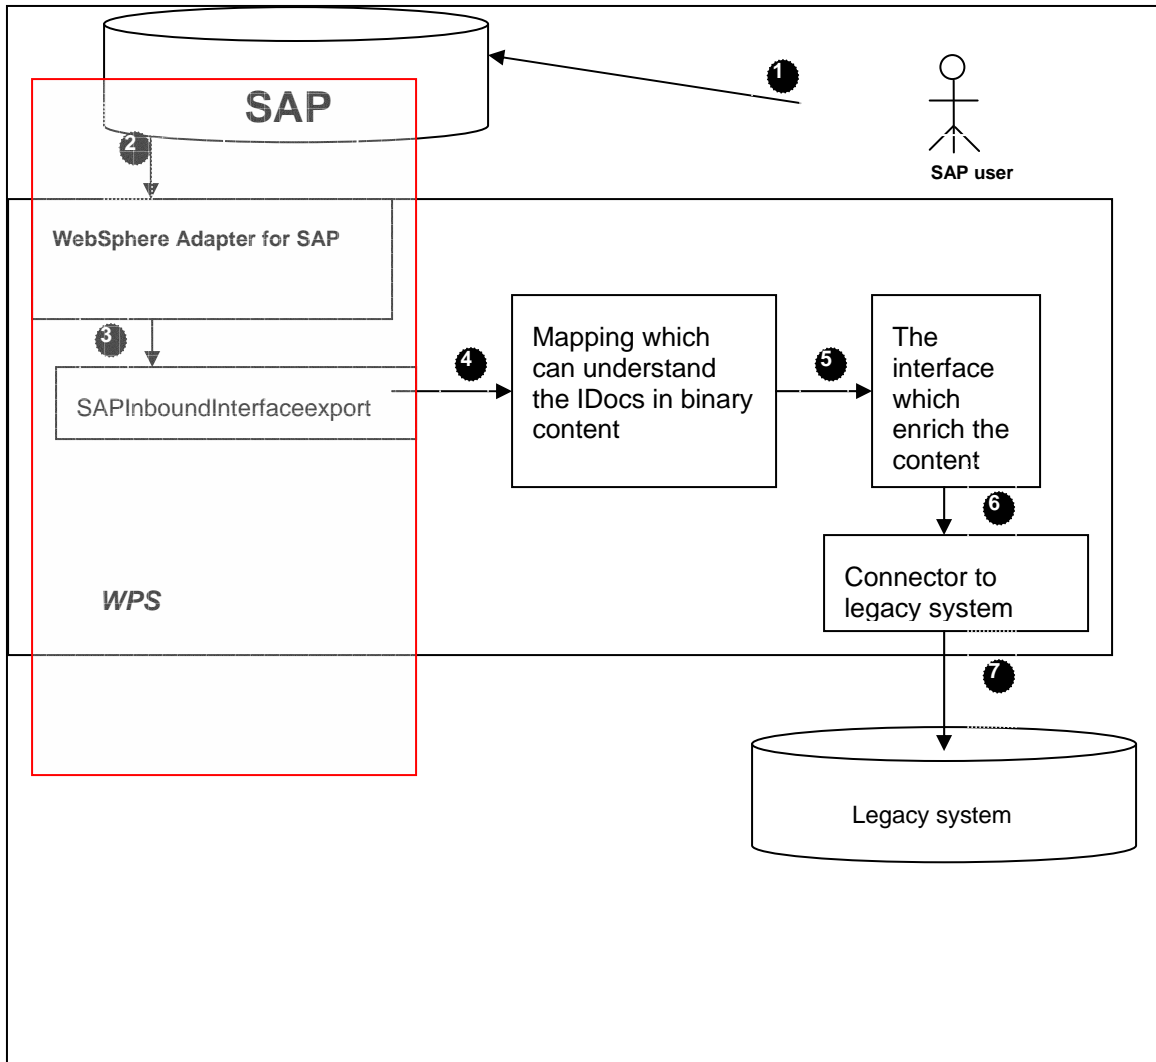 1
SAP
2
SAP user
WebSphere Adapter for SAP
3
4
5
Mapping which
can understand
the IDocs in binary
content
The
interface
which
enrich the
content
SAPInboundInterfaceexport
6
Connector to
legacy system
WPS
7
Legacy system